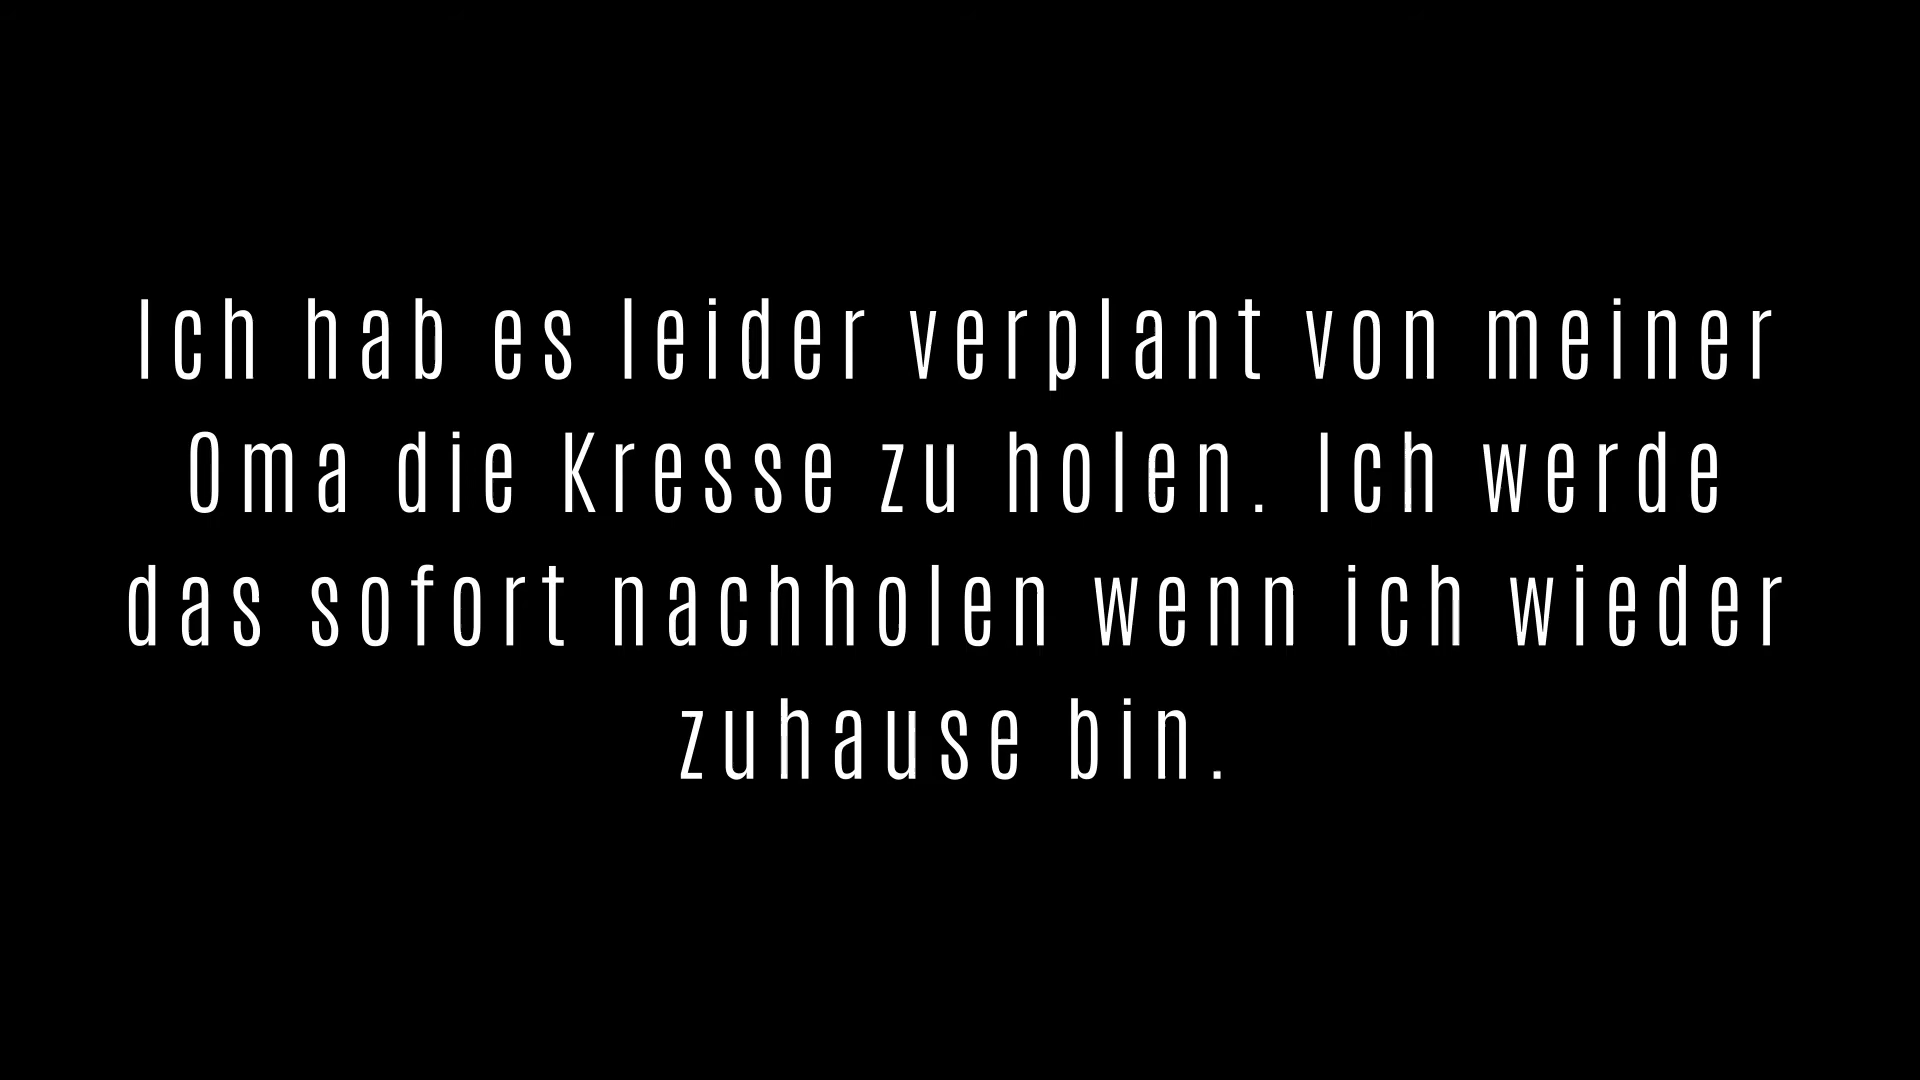 Ich hab es leider verplant von meiner
Oma die Kresse zu holen. Ich werde
das sofort nachholen wenn ich wieder
zuhause bin.